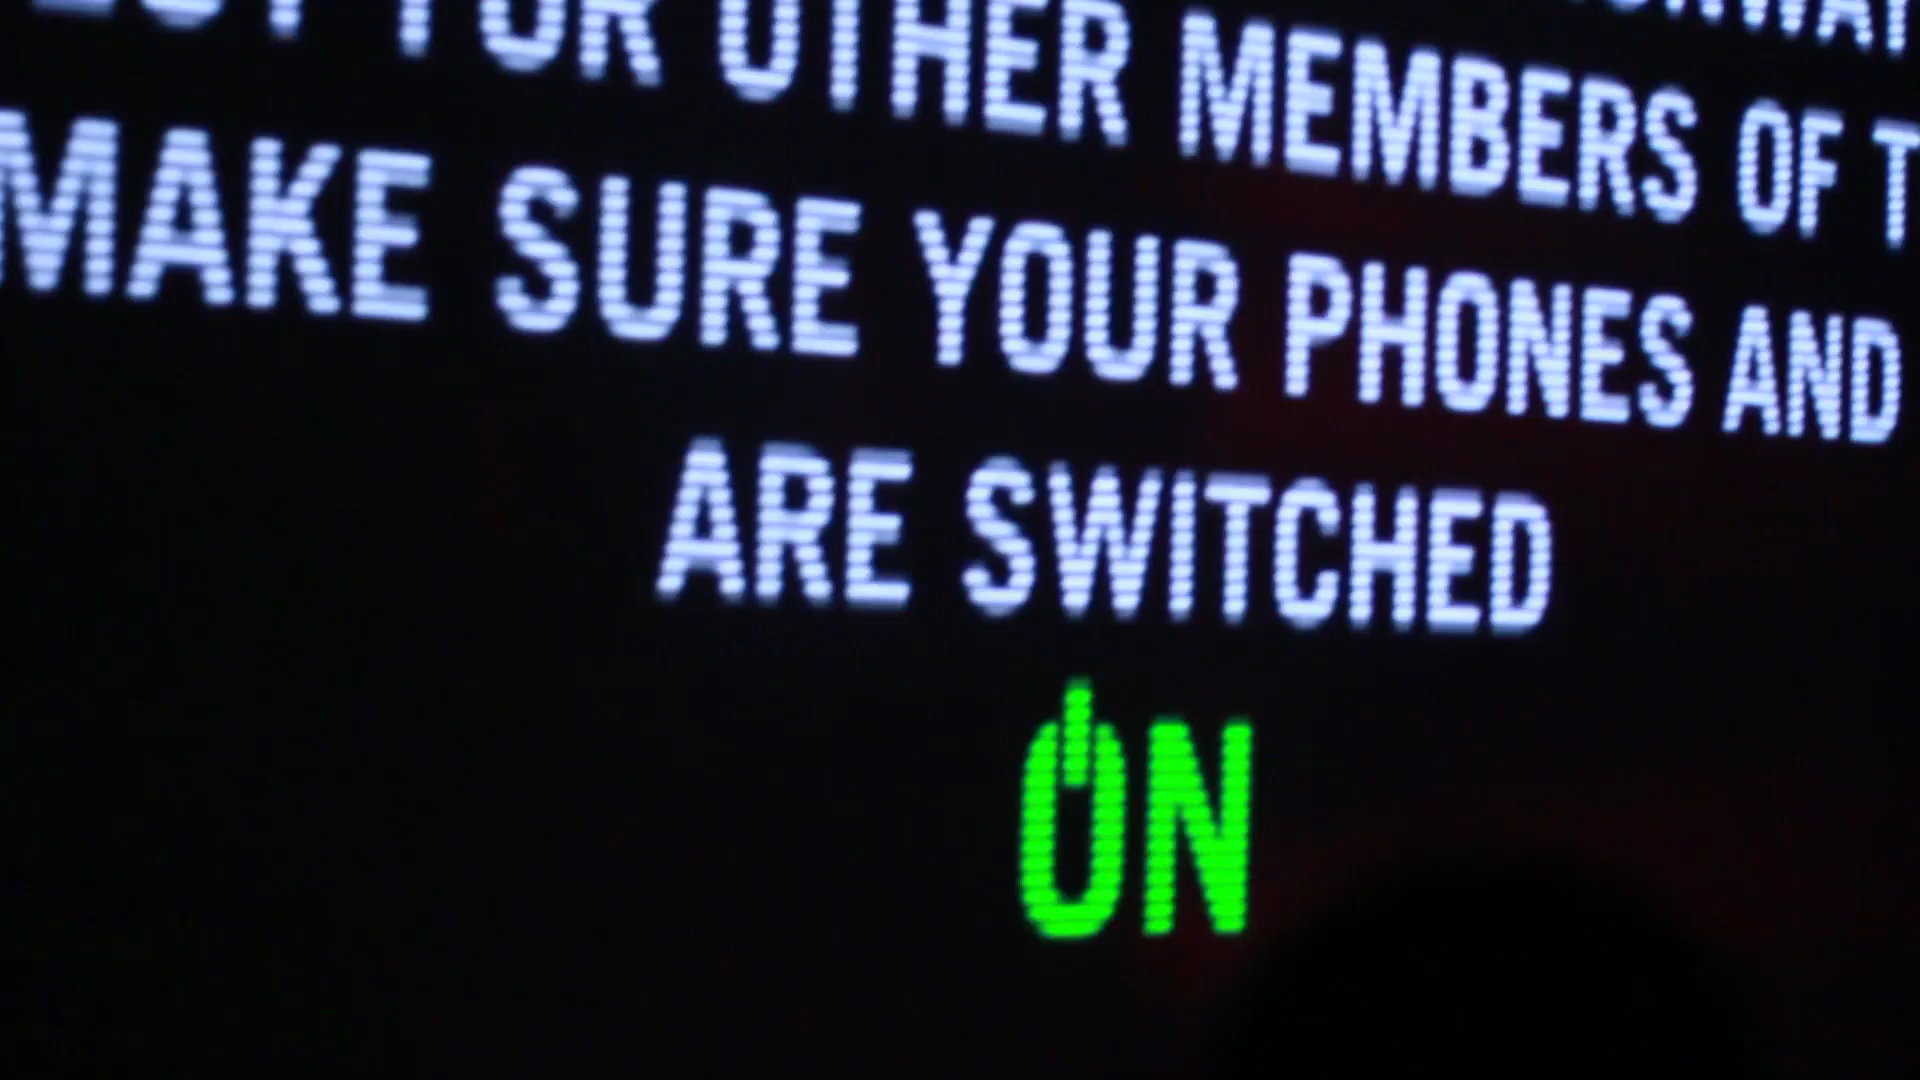 FOR OTHER MEMBERS OF
MAKE SURE YOUR PHONES AND
ARE SWITCHED
ON